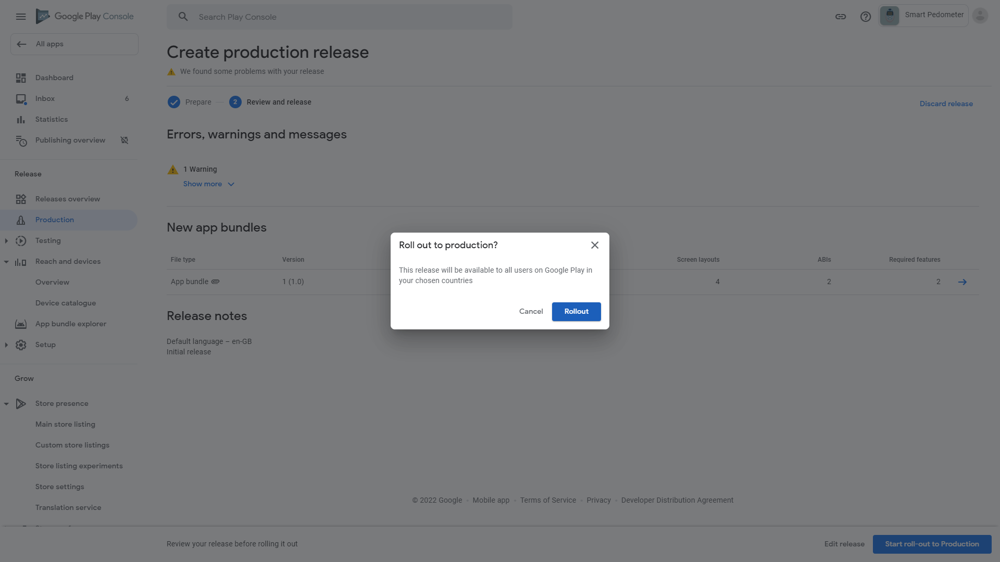 Google Play Console
Search Play Console
Smart Pedometer
All apps
Dashboard
Inbox
6
Statistics
Publishing overview
Release
Releases overview
Production
Testing
Reach and devices
Overview
Device catalogue
App bundle explorer
Setup
Grow
Store presence
Main store listing
Custom store listings
Store listing experiments
Store settings
Translation service
Create production release
We found some problems with your release
Prepare
2
Review and release
Discard release
Errors, warnings and messages
1 Warning
Show more
New app bundles
File type
Version
Screen layouts
ABIs
Required features
App bundle
1 (1.0)
4
2
2
Release notes
Default language – en-GB
Initial release
Roll out to production?
This release will be available to all users on Google Play in
your chosen countries
Cancel
Rollout
© 2022 Google
Mobile app
Terms of Service
Privacy
Developer Distribution Agreement
Review your release before rolling it out
Edit release
Start roll-out to Production